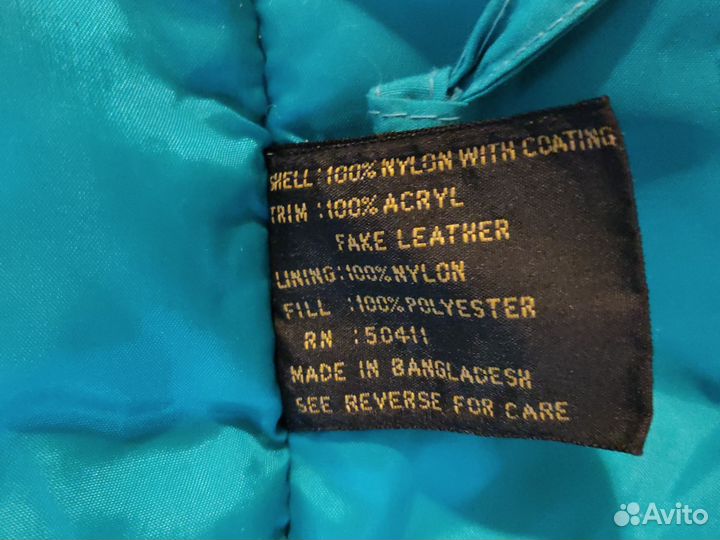 SHELL:100% NYLON WITH COATING
TRIM :100% ACRYL
FAKE LEATHER
LINING:100%NYLON
FILL :100%POLYESTER
RN :50411
MADE IN BANGLADESH
SEE REVERSE FOR CARE
Avito